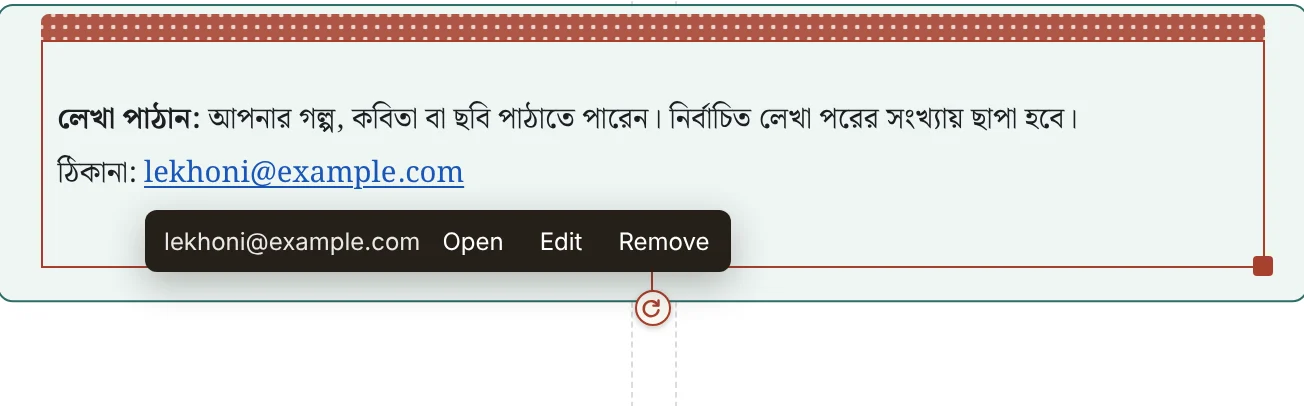 লেখা পাঠান: আপনার গল্প, কবিতা বা ছবি পাঠাতে পারেন। নির্বাচিত লেখা পরের সংখ্যায় ছাপা হবে।
ঠিকানা: lekhoni@example.com
lekhoni@example.com Open Edit Remove